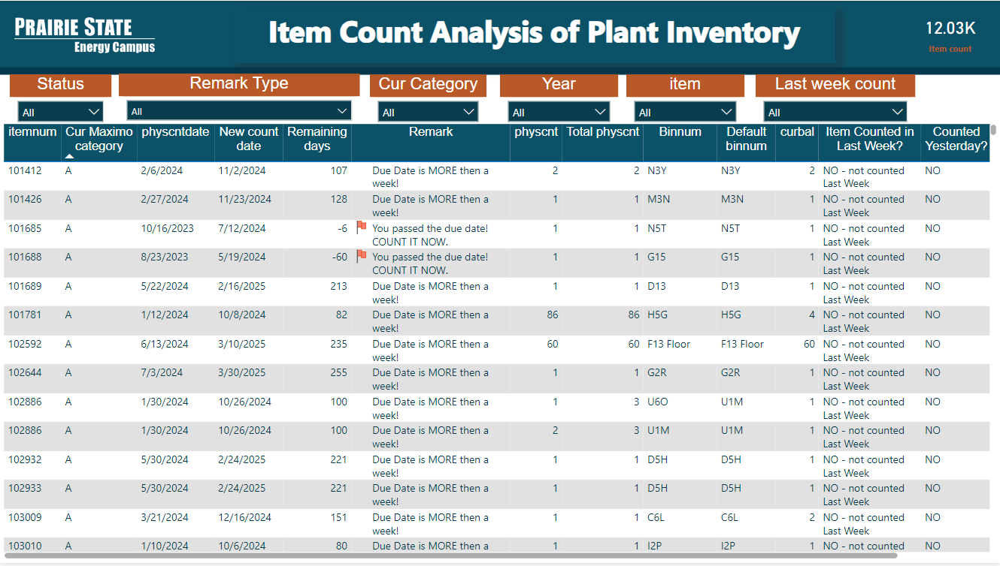 PRAIRIE STATE
Energy Campus
Item Count Analysis of Plant Inventory
12.03K
Item count
Status Remark Type Cur Category Year item Last week count
All All All All All All
itemnum Cur Maximo category physcntdate New count date Remaining days Remark physcnt Total physcnt Binnum Default binnum curbal Item Counted in Last Week? Counted Yesterday?
101412 A 2/6/2024 11/2/2024 107 Due Date is MORE then a week! 2 2 N3Y N3Y 2 NO - not counted Last Week NO
101426 A 2/27/2024 11/23/2024 128 Due Date is MORE then a week! 1 1 M3N M3N 1 NO - not counted Last Week NO
101685 A 10/16/2023 7/12/2024 -6 You passed the due date! COUNT IT NOW. 1 1 N5T N5T 1 NO - not counted Last Week NO
101688 A 8/23/2023 5/19/2024 -60 You passed the due date! COUNT IT NOW. 1 1 G15 G15 1 NO - not counted Last Week NO
101689 A 5/22/2024 2/16/2025 213 Due Date is MORE then a week! 1 1 D13 D13 1 NO - not counted Last Week NO
101781 A 1/12/2024 10/8/2024 82 Due Date is MORE then a week! 86 86 H5G H5G 4 NO - not counted Last Week NO
102592 A 6/13/2024 3/10/2025 235 Due Date is MORE then a week! 60 60 F13 Floor F13 Floor 60 NO - not counted Last Week NO
102644 A 7/3/2024 3/30/2025 255 Due Date is MORE then a week! 1 1 G2R G2R 1 NO - not counted Last Week NO
102886 A 1/30/2024 10/26/2024 100 Due Date is MORE then a week! 1 3 U6O U1M 1 NO - not counted Last Week NO
102886 A 1/30/2024 10/26/2024 100 Due Date is MORE then a week! 2 3 U1M U1M 1 NO - not counted Last Week NO
102932 A 5/30/2024 2/24/2025 221 Due Date is MORE then a week! 1 1 D5H D5H 1 NO - not counted Last Week NO
102933 A 5/30/2024 2/24/2025 221 Due Date is MORE then a week! 1 1 D5H D5H 1 NO - not counted Last Week NO
103009 A 3/21/2024 12/16/2024 151 Due Date is MORE then a week! 1 1 C6L C6L 2 NO - not counted Last Week NO
103010 A 1/10/2024 10/6/2024 80 Due Date is MORE then a 1 1 I2P I2P 1 NO - not counted NO